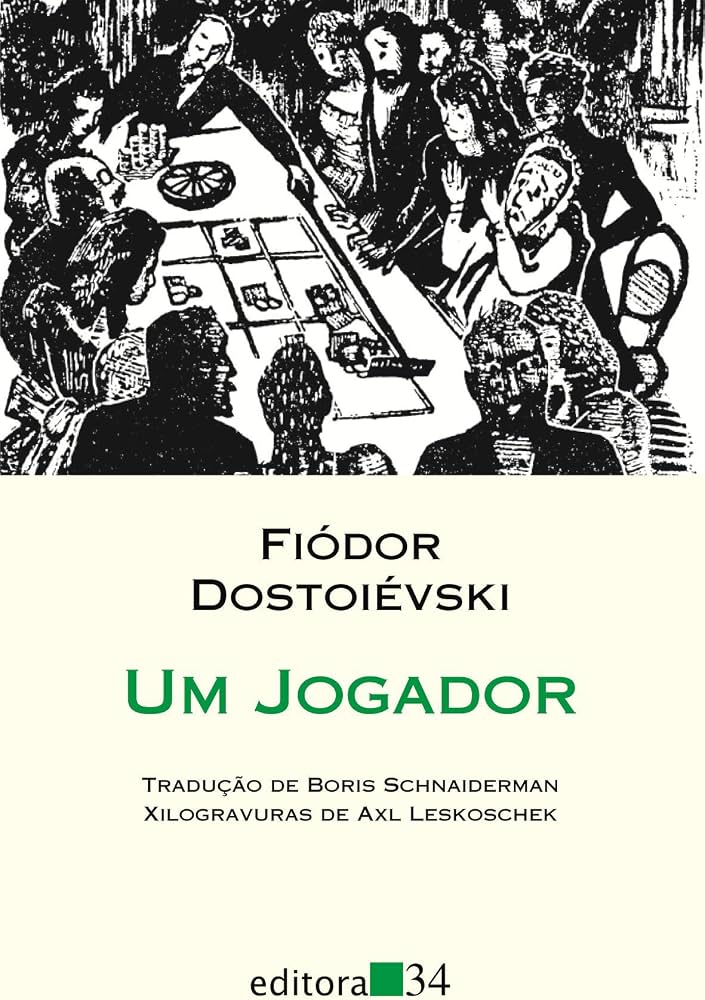 Fiódor
Dostoiévski
Um Jogador
Tradução de Boris Schnaiderman
Xilogravuras de Axl Leskoschek
editora 34